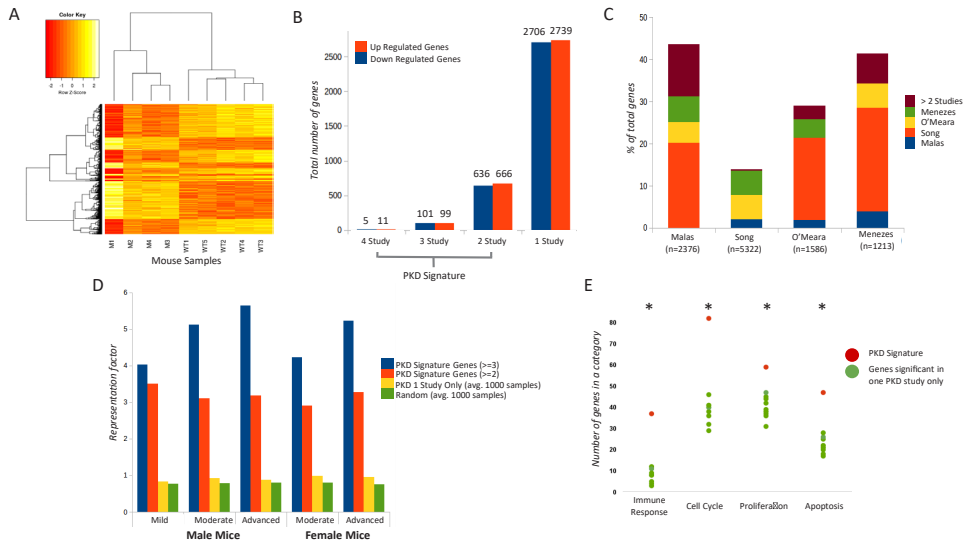 A
Color Key
-2 -1 0 1 2
Row Z-Score
M1 M2 M4 M3 WT1 WT5 WT2 WT4 WT3
Mouse Samples
B
Total number of genes
2500
2000
1500
1000
500
0
Up Regulated Genes
Down Regulated Genes
5 11
101 99
636 666
2706 2739
4 Study 3 Study 2 Study 1 Study
PKD Signature
C
% of total genes
50
40
30
20
10
0
> 2 Studies
Menezes
O'Meara
Song
Malas
Malas Song O'Meara Menezes
(n=2376) (n=5322) (n=1586) (n=1213)
D
Representation factor
6
5
4
3
2
1
0
PKD Signature Genes (>=3)
PKD Signature Genes (>=2)
PKD 1 Study Only (avg. 1000 samples)
Random (avg. 1000 samples)
Mild Moderate Advanced Moderate Advanced
Male Mice Female Mice
E
* * * *
Number of genes in a category
80
70
60
50
40
30
20
10
0
PKD Signature
Genes significant in
one PKD study only
Immune
Response
Cell Cycle
Apoptosis